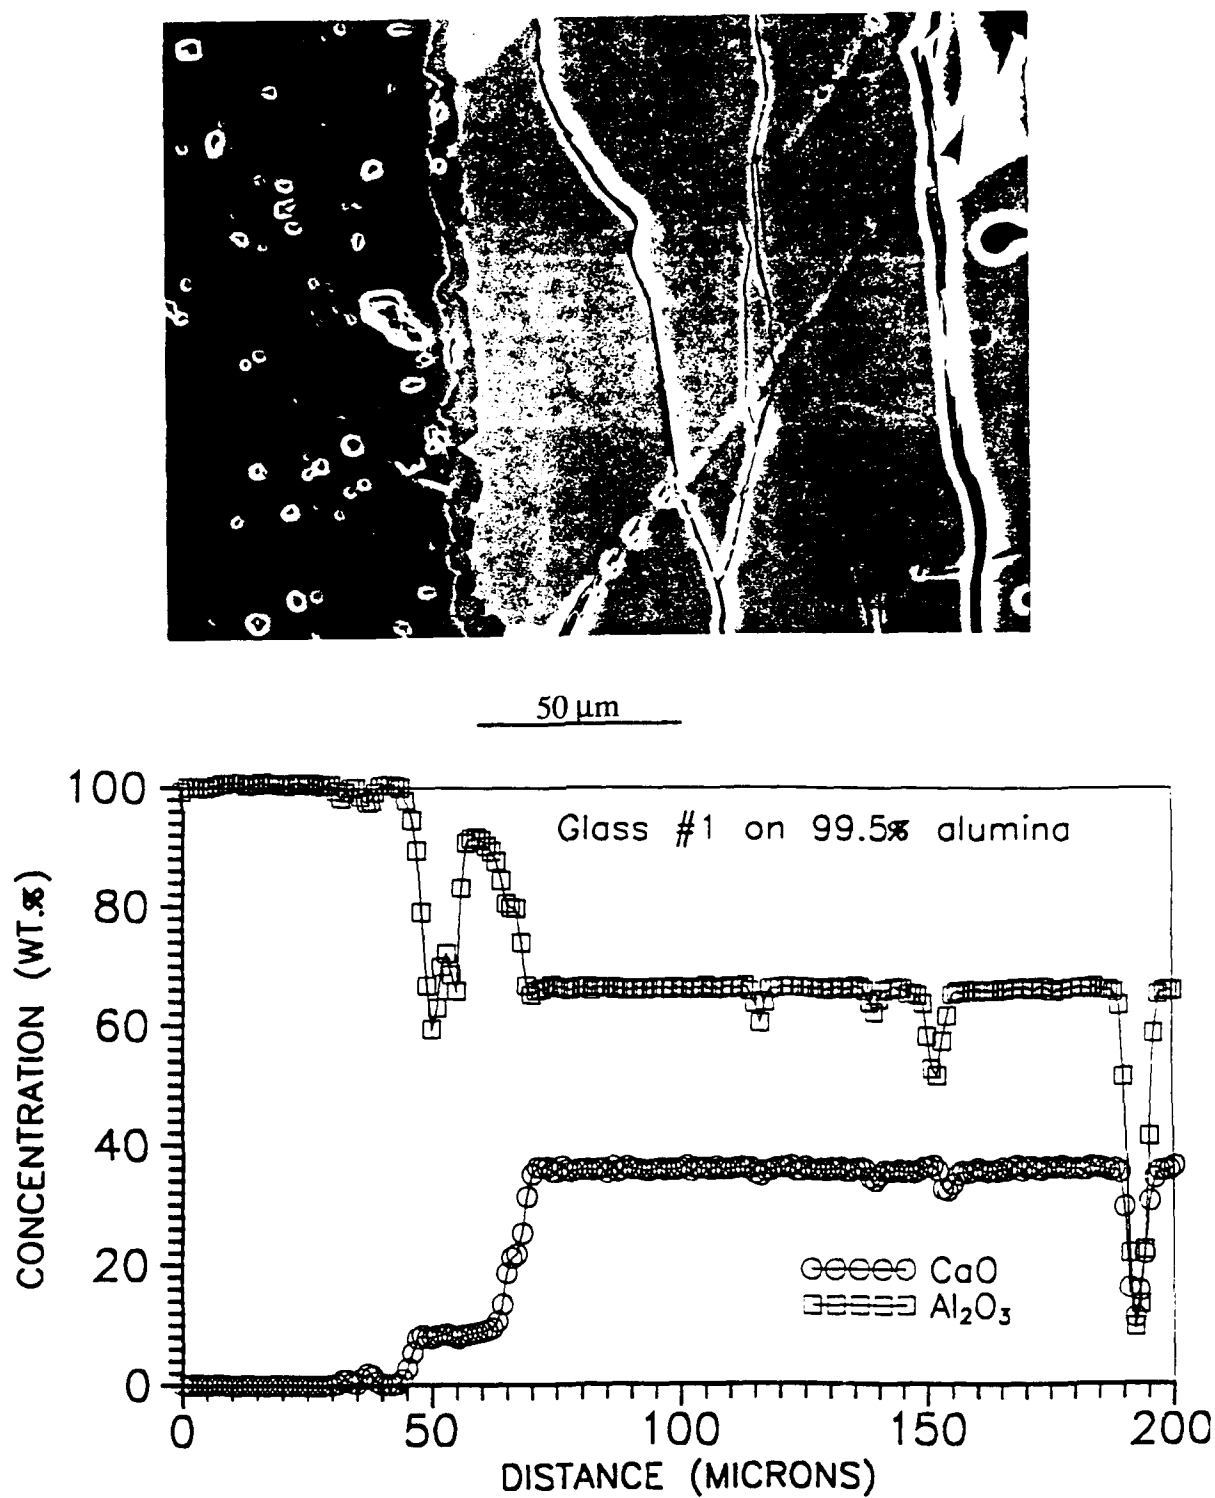 50 μm
Glass #1 on 99.5% alumina
100
80
60
40
20
0
CONCENTRATION (WT.%)
CaO
Al₂O₃
0 50 100 150 200
DISTANCE (MICRONS)